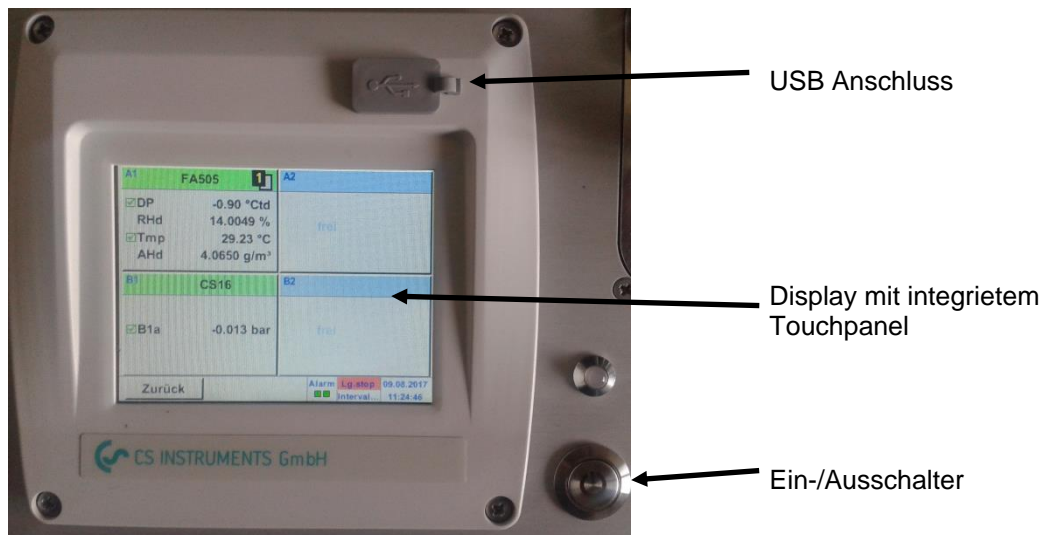 USB Anschluss
A1 FA505 1 A2
DP -0.90 °Ctd
RHd 14.0049 %
frei
Tmp 29.23 °C
AHd 4.0650 g/m³
B1 CS16 B2
B1a -0.013 bar
frei
Display mit integrietem
Touchpanel
Zurück
Alarm Lg.stop 09.08.2017
Interval.. 11:24:46
CS INSTRUMENTS GmbH
Ein-/Ausschalter